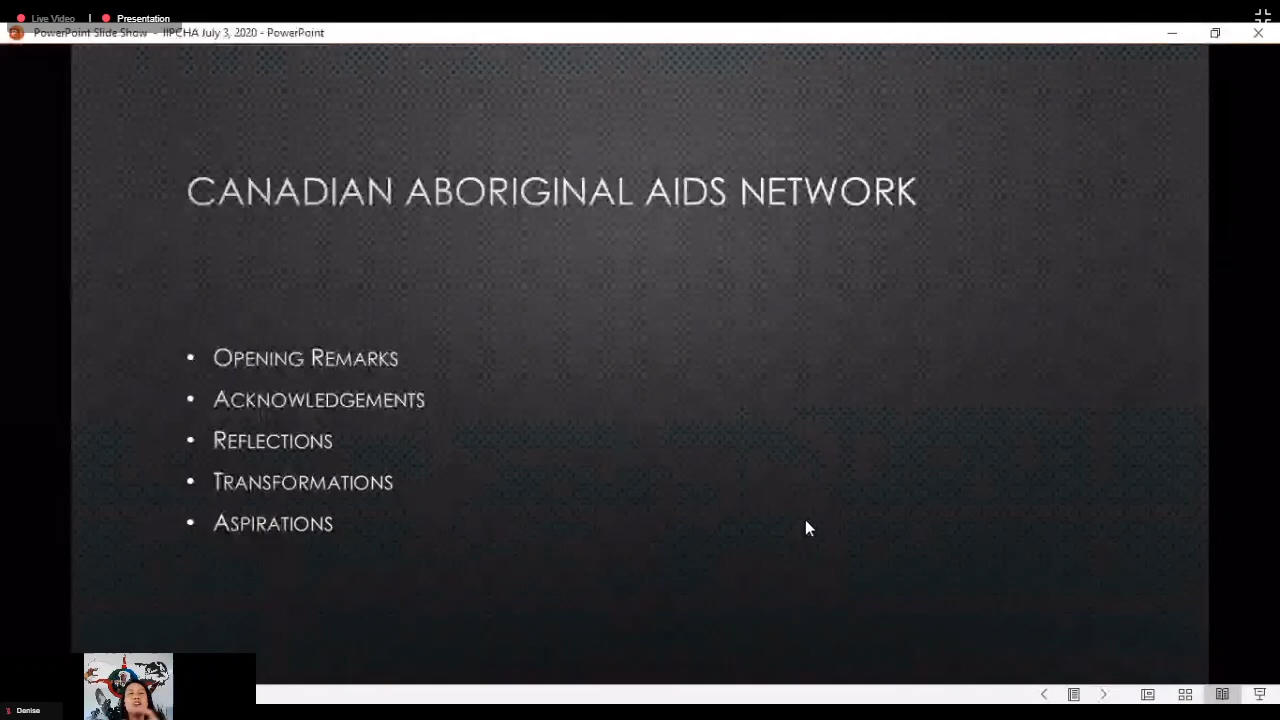 Live Video | Presentation
PowerPoint Slide Show - IIPCHA July 3, 2020 - PowerPoint
CANADIAN ABORIGINAL AIDS NETWORK
• OPENING REMARKS
• ACKNOWLEDGEMENTS
• REFLECTIONS
• TRANSFORMATIONS
• ASPIRATIONS
Denise